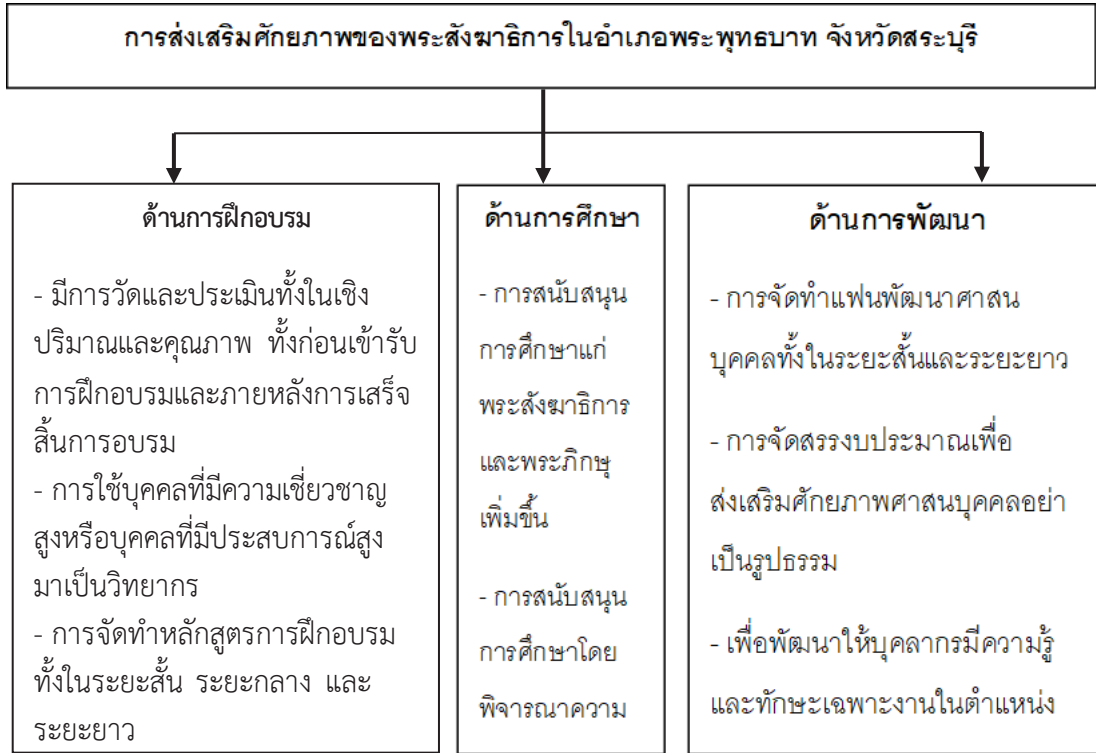 การส่งเสริมศักยภาพของพระสังฆาธิการในอำเภอพระพุทธบาท จังหวัดสระบุรี
ด้านการฝึกอบรม
- มีการวัดและประเมินทั้งในเชิง
ปริมาณและคุณภาพ ทั้งก่อนเข้ารับ
การฝึกอบรมและภายหลังการเสร็จ
สิ้นการอบรม
- การใช้บุคคลที่มีความเชี่ยวชาญ
สูงหรือบุคคลที่มีประสบการณ์สูง
มาเป็นวิทยากร
- การจัดทำหลักสูตรการฝึกอบรม
ทั้งในระยะสั้น ระยะกลาง และ
ระยะยาว
ด้านการศึกษา
- การสนับสนุน
การศึกษาแก่
พระสังฆาธิการ
และพระภิกษุ
เพิ่มขึ้น
- การสนับสนุน
การศึกษาโดย
พิจารณาความ
ด้านการพัฒนา
- การจัดทำแฟนพัฒนาศาสน
บุคคลทั้งในระยะสั้นและระยะยาว
- การจัดสรรงบประมาณเพื่อ
ส่งเสริมศักยภาพศาสนบุคคลอย่า
เป็นรูปธรรม
- เพื่อพัฒนาให้บุคลากรมีความรู้
และทักษะเฉพาะงานในตำแหน่ง